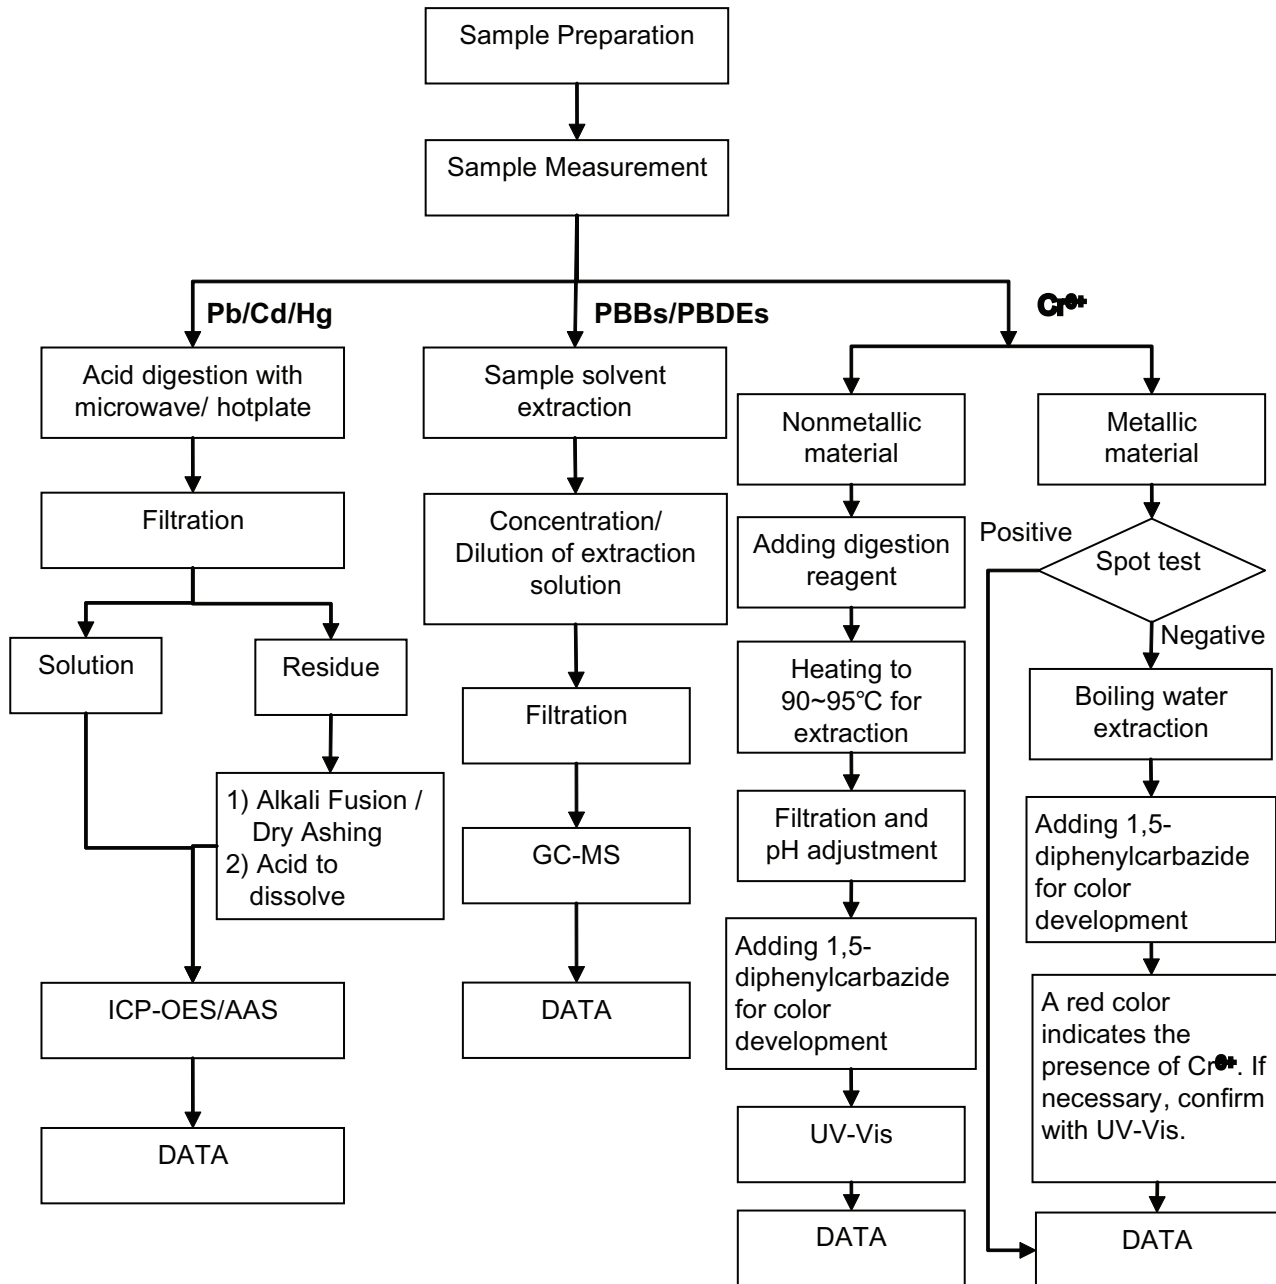 Sample Preparation
Sample Measurement
Pb/Cd/Hg
PBBs/PBDEs
Cr⁶⁺
Acid digestion with
microwave/ hotplate
Filtration
Solution
Residue
1) Alkali Fusion /
Dry Ashing
2) Acid to
dissolve
ICP-OES/AAS
DATA
Sample solvent
extraction
Concentration/
Dilution of extraction
solution
Filtration
GC-MS
DATA
Nonmetallic
material
Adding digestion
reagent
Heating to
90~95℃ for
extraction
Filtration and
pH adjustment
Adding 1,5-
diphenylcarbazide
for color
development
UV-Vis
DATA
Metallic
material
Positive
Spot test
Negative
Boiling water
extraction
Adding 1,5-
diphenylcarbazide
for color
development
A red color
indicates the
presence of Cr⁶⁺. If
necessary, confirm
with UV-Vis.
DATA